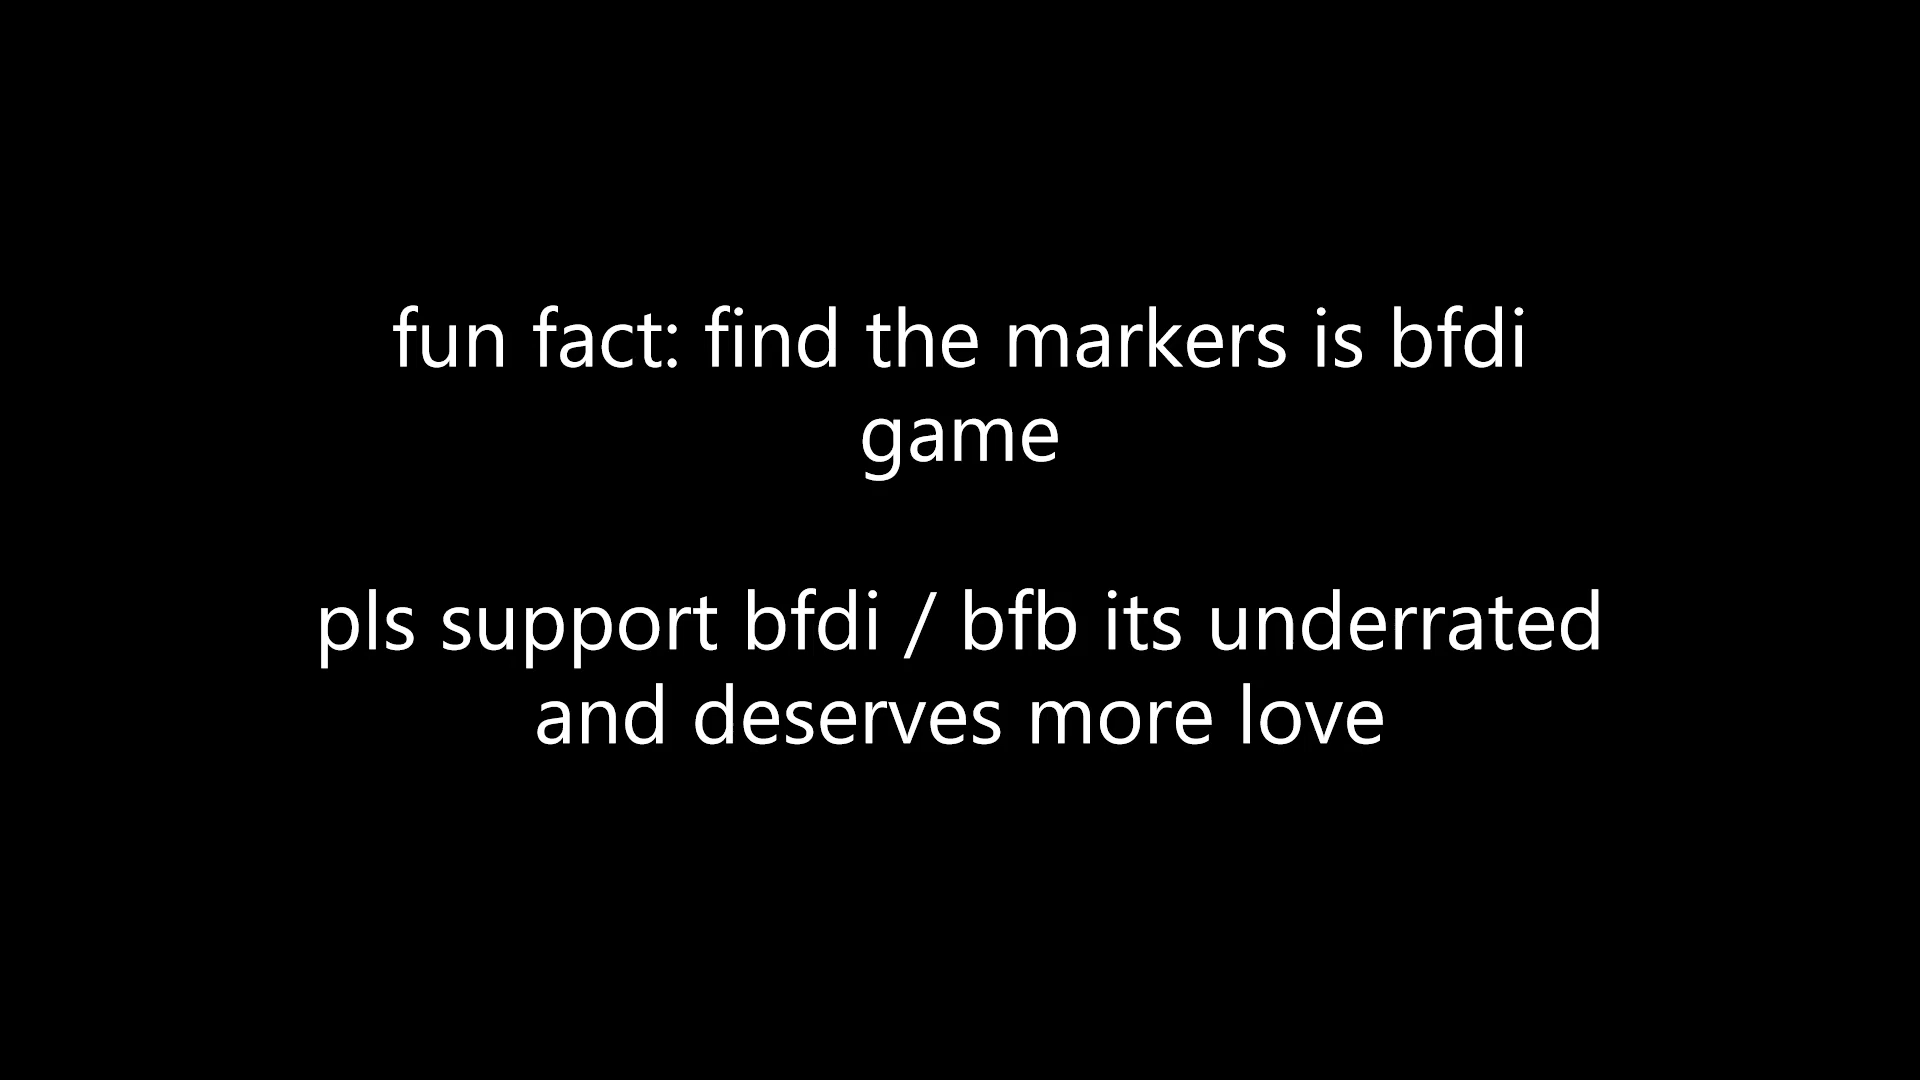 fun fact: find the markers is bfdi
game
pls support bfdi / bfb its underrated
and deserves more love